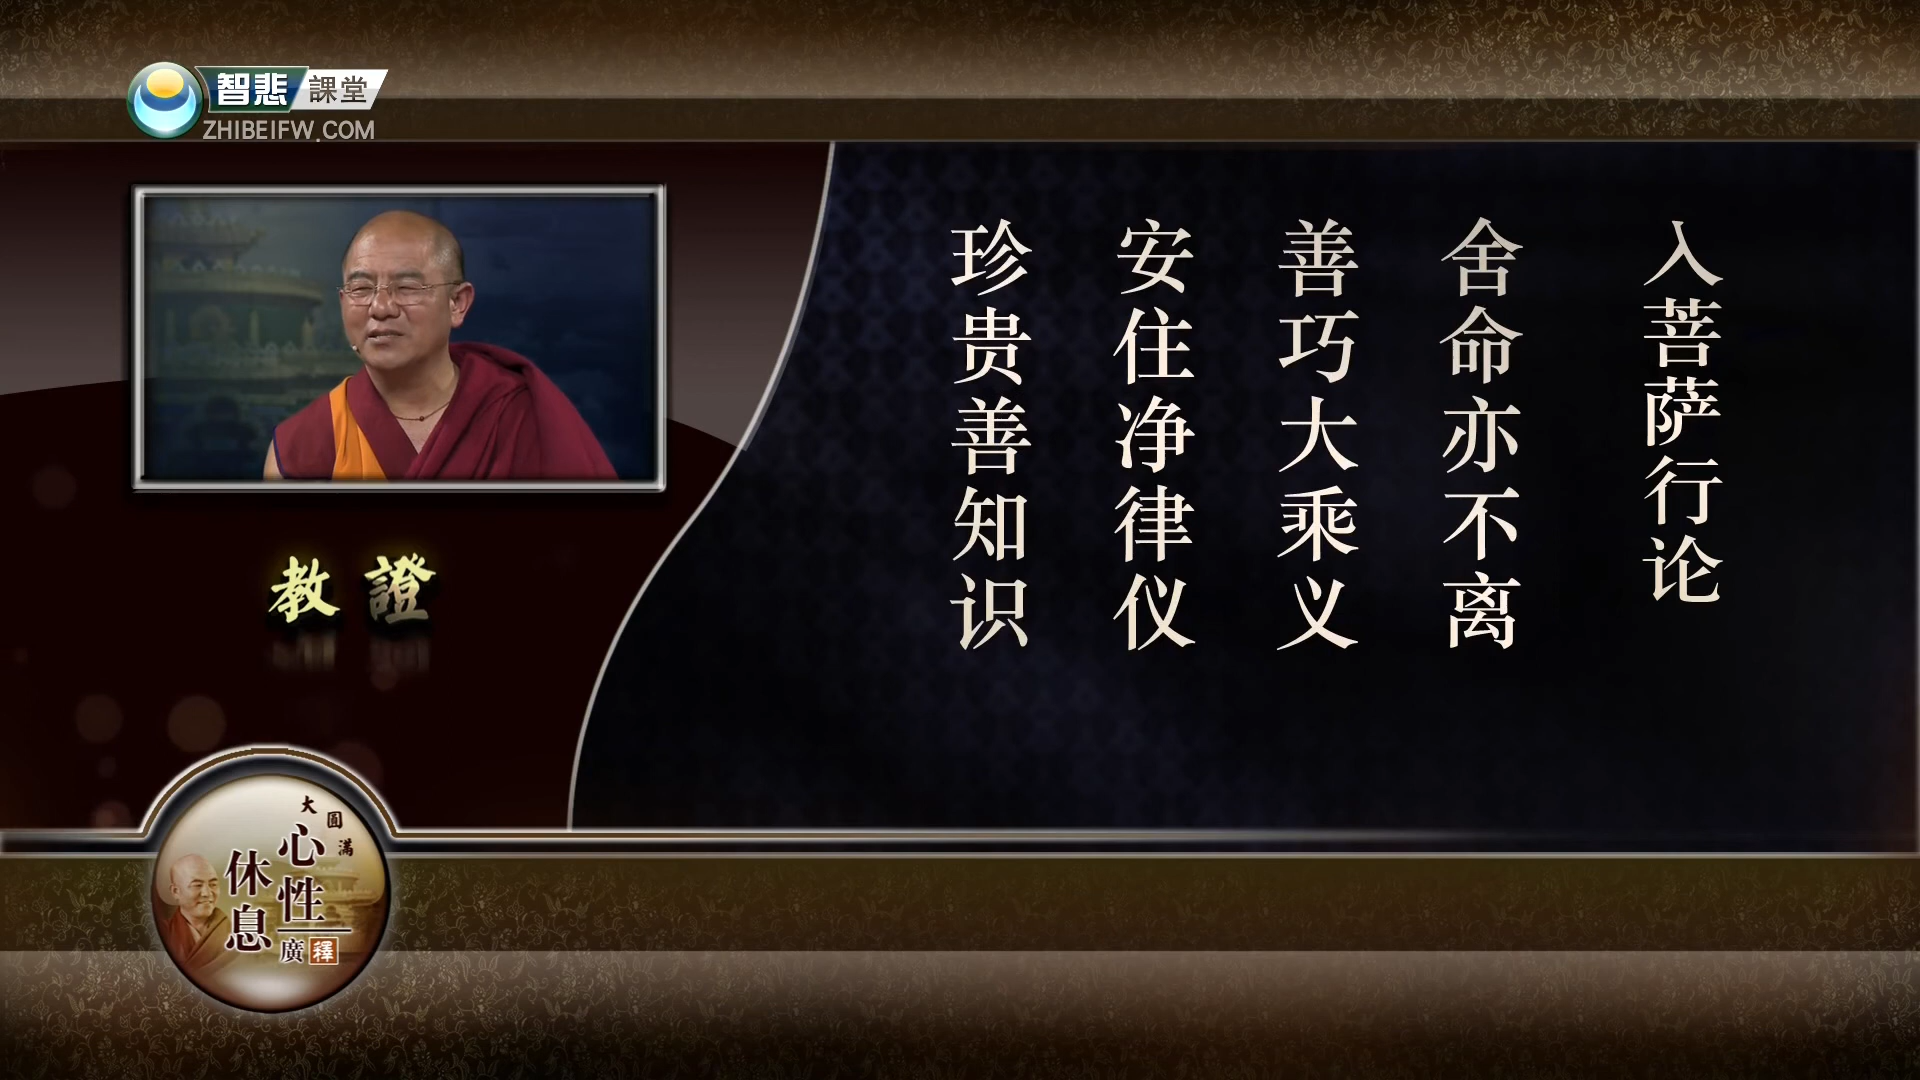 智悲 課堂
ZHIBEIFW.COM
入菩萨行论
舍命亦不离
善巧大乘义
安住净律仪
珍贵善知识
教證
大圓滿
心性
休息
廣釋